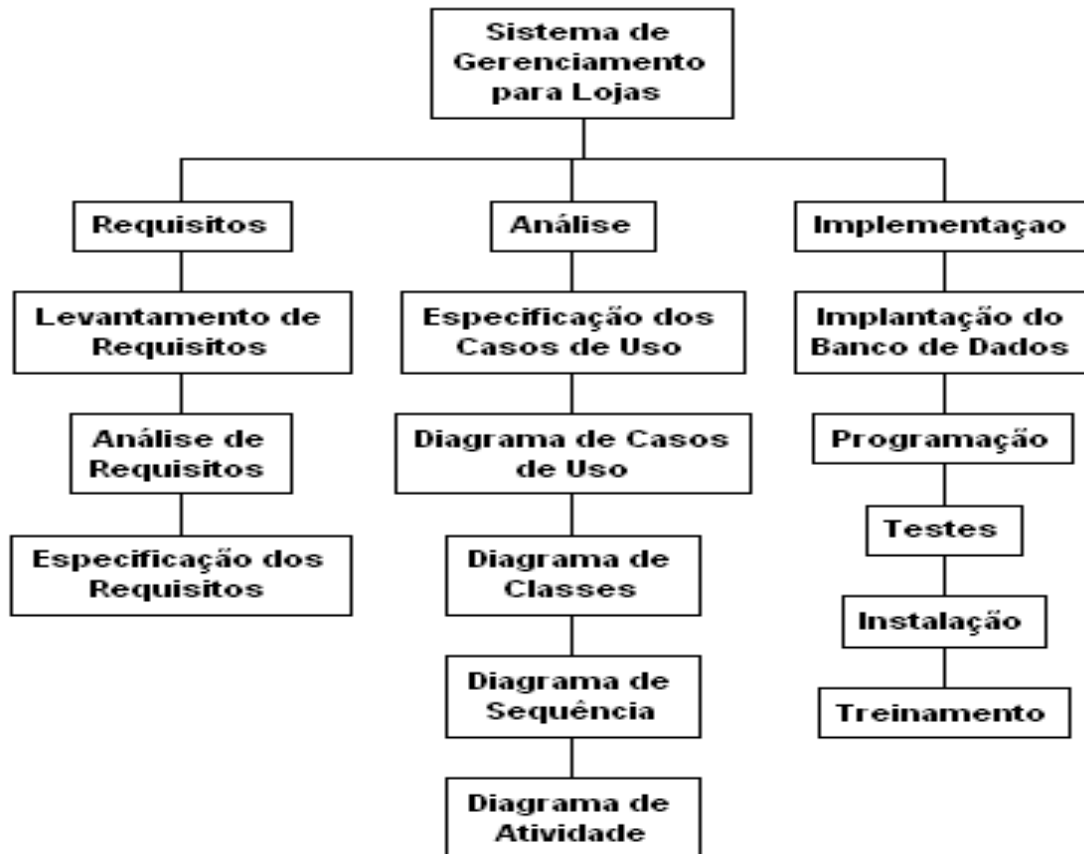 Sistema de
Gerenciamento
para Lojas
Requisitos
Levantamento de
Requisitos
Análise de
Requisitos
Especificação dos
Requisitos
Análise
Especificação dos
Casos de Uso
Diagrama de Casos
de Uso
Diagrama de
Classes
Diagrama de
Sequência
Diagrama de
Atividade
Implementaçao
Implantação do
Banco de Dados
Programação
Testes
Instalação
Treinamento